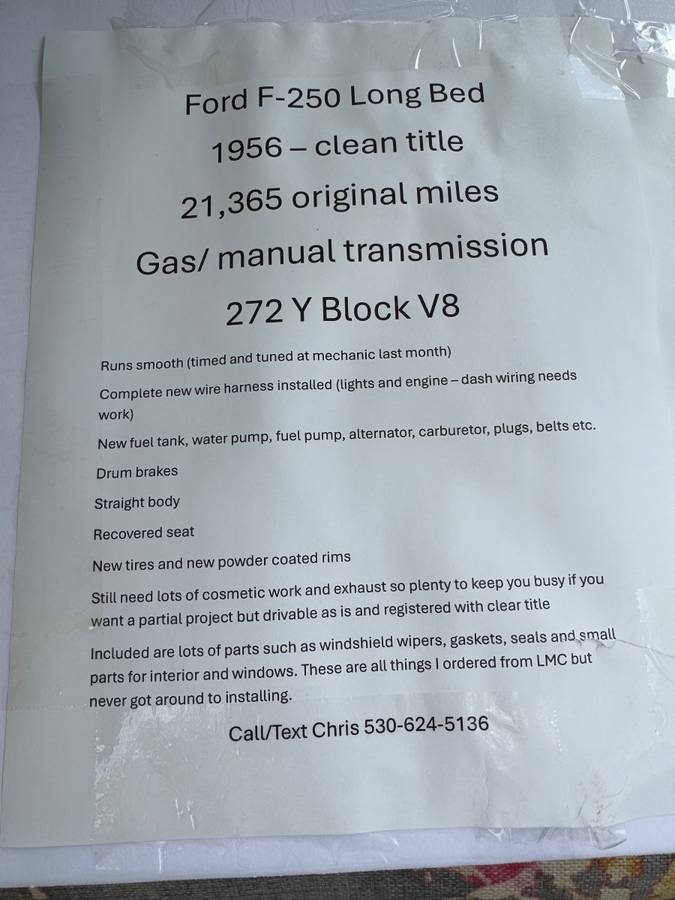 Ford F-250 Long Bed
1956 – clean title
21,365 original miles
Gas/ manual transmission
272 Y Block V8
Runs smooth (timed and tuned at mechanic last month)
Complete new wire harness installed (lights and engine – dash wiring needs
work)
New fuel tank, water pump, fuel pump, alternator, carburetor, plugs, belts etc.
Drum brakes
Straight body
Recovered seat
New tires and new powder coated rims
Still need lots of cosmetic work and exhaust so plenty to keep you busy if you
want a partial project but drivable as is and registered with clear title
Included are lots of parts such as windshield wipers, gaskets, seals and small
parts for interior and windows. These are all things I ordered from LMC but
never got around to installing.
Call/Text Chris 530-624-5136